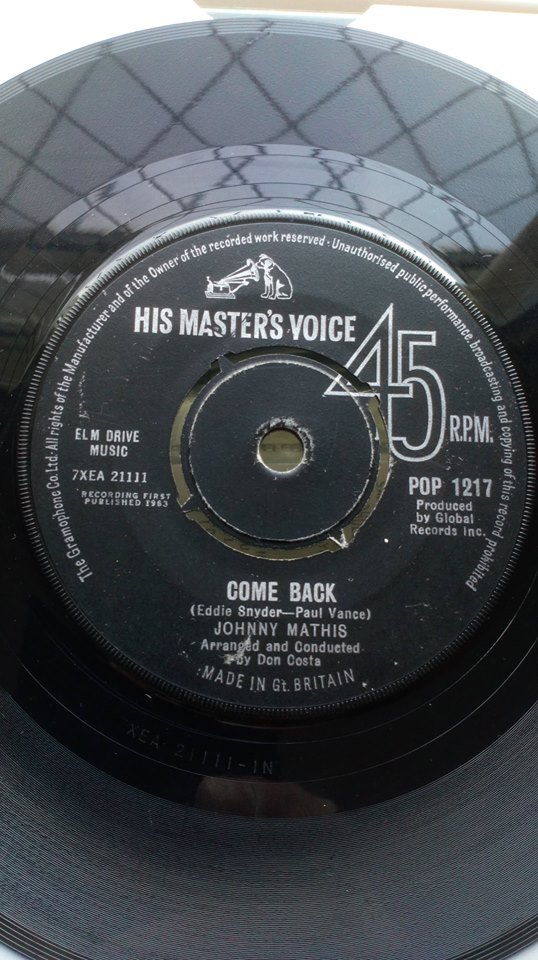 The Gramophone Co. Ltd · All rights of the Manufacturer and of the Owner of the recorded work reserved · Unauthorised public performance, broadcasting and copying of this record prohibited
HIS MASTER'S VOICE
45 R.P.M.
ELM DRIVE
MUSIC
7XEA 21111
RECORDING FIRST
PUBLISHED 1963
POP 1217
Produced
by Global
Records Inc.
COME BACK
(Eddie Snyder—Paul Vance)
JOHNNY MATHIS
Arranged and Conducted
by Don Costa
MADE IN Gt. BRITAIN
XEA 21111-1N